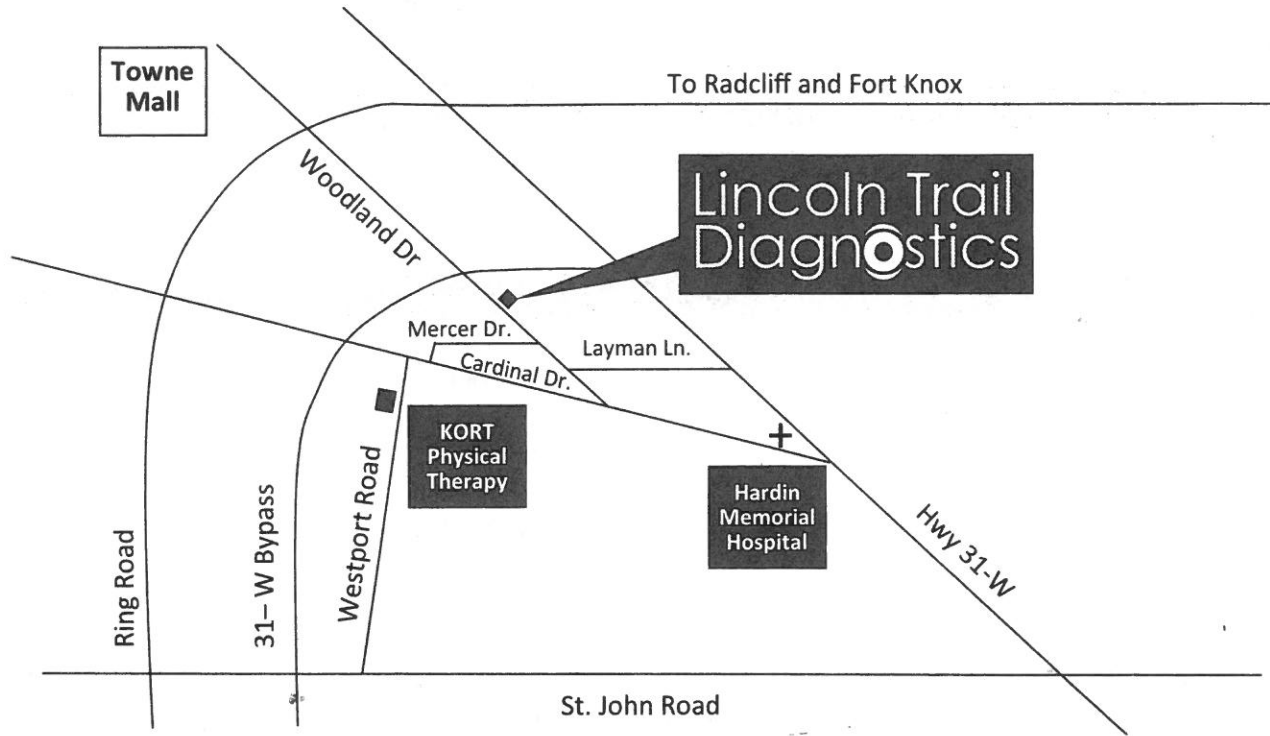 Towne
Mall
To Radcliff and Fort Knox
Woodland Dr
Lincoln Trail
Diagnostics
Mercer Dr.
Layman Ln.
Cardinal Dr.
KORT
Physical
Therapy
Hardin
Memorial
Hospital
Hwy 31-W
Ring Road
31– W Bypass
Westport Road
St. John Road